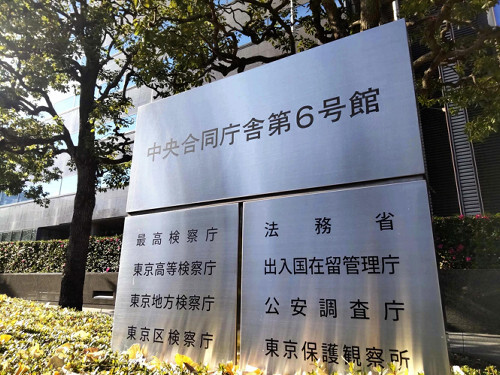 中央合同庁舎第6号館
最高検察庁
東京高等検察庁
東京地方検察庁
東京区検察庁
法務省
出入国在留管理庁
公安調査庁
東京保護観察所